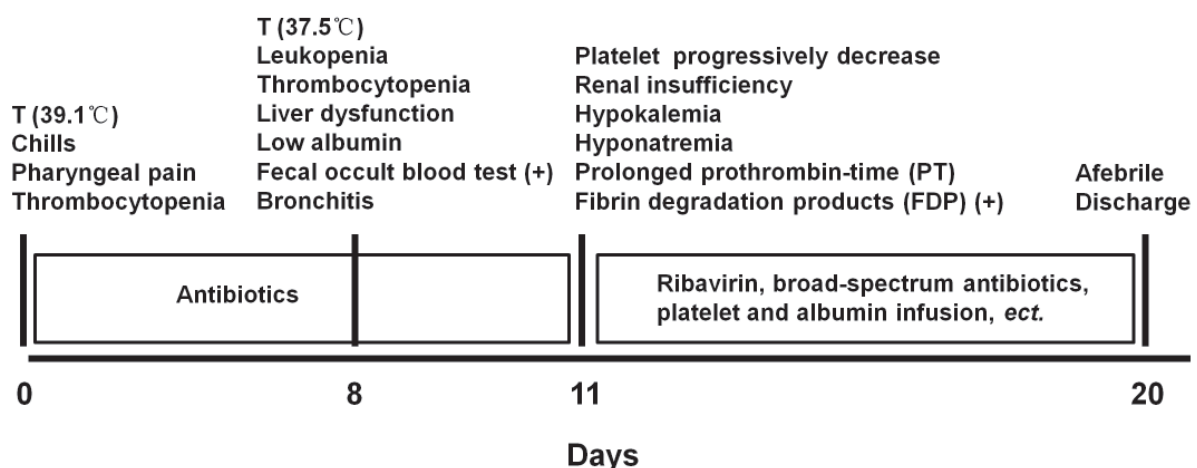 T (39.1℃)
Chills
Pharyngeal pain
Thrombocytopenia
T (37.5℃)
Leukopenia
Thrombocytopenia
Liver dysfunction
Low albumin
Fecal occult blood test (+)
Bronchitis
Platelet progressively decrease
Renal insufficiency
Hypokalemia
Hyponatremia
Prolonged prothrombin-time (PT)
Fibrin degradation products (FDP) (+)
Afebrile
Discharge
Antibiotics
Ribavirin, broad-spectrum antibiotics,
platelet and albumin infusion, ect.
0 8 11 20
Days